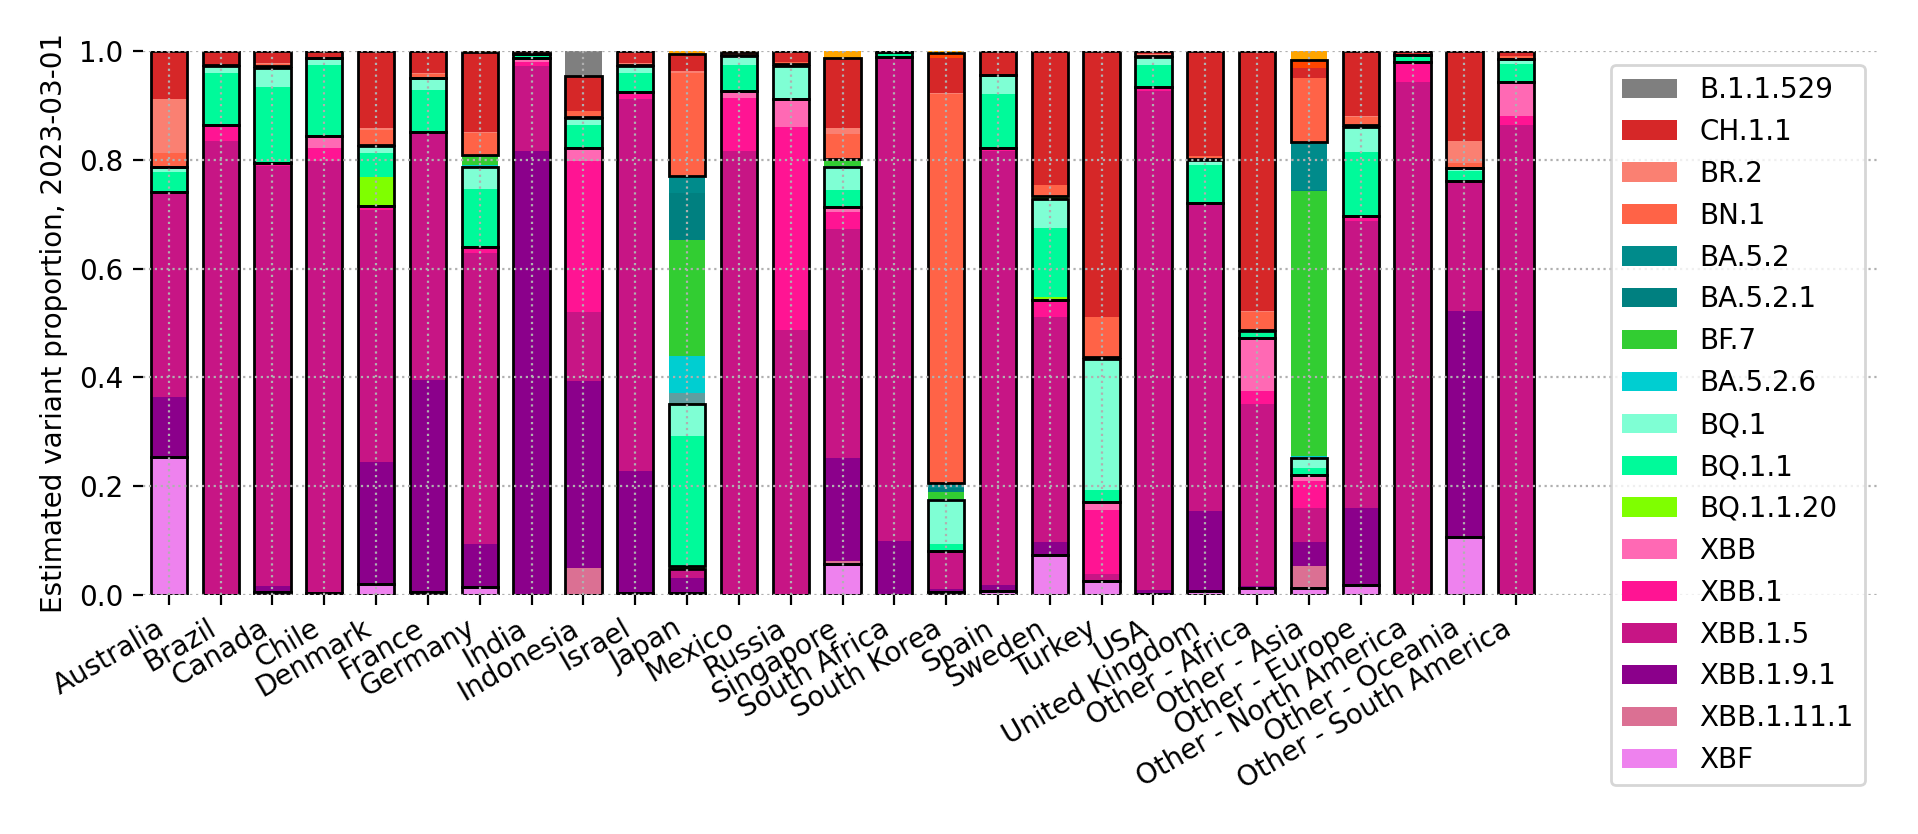 Estimated variant proportion, 2023-03-01
1.0
0.8
0.6
0.4
0.2
0.0
Australia
Brazil
Canada
Chile
Denmark
France
Germany
India
Indonesia
Israel
Japan
Mexico
Russia
Singapore
South Africa
South Korea
Spain
Sweden
Turkey
USA
United Kingdom
Other - Africa
Other - Asia
Other - Europe
Other - North America
Other - Oceania
Other - South America
B.1.1.529
CH.1.1
BR.2
BN.1
BA.5.2
BA.5.2.1
BF.7
BA.5.2.6
BQ.1
BQ.1.1
BQ.1.1.20
XBB
XBB.1
XBB.1.5
XBB.1.9.1
XBB.1.11.1
XBF